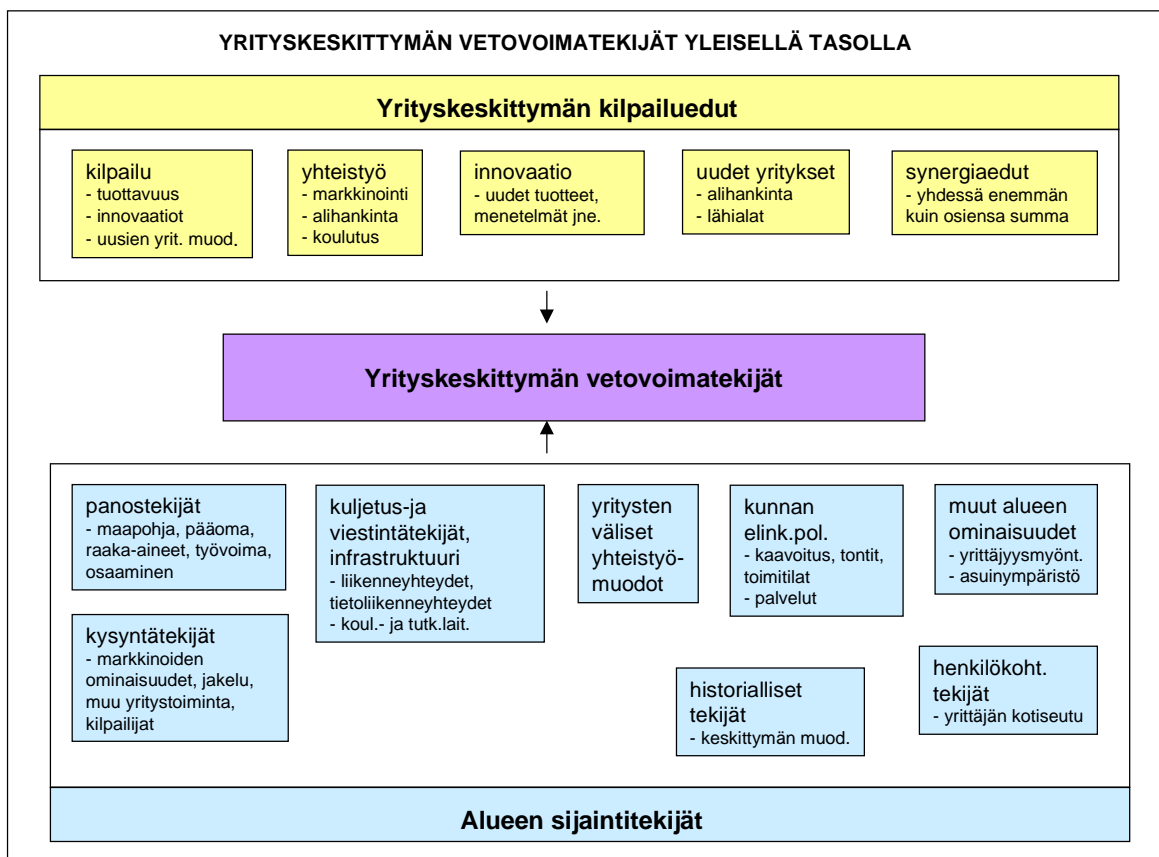 YRITYSKESKITTYMÄN VETOVOIMATEKIJÄT YLEISELLÄ TASOLLA
Yrityskeskittymän kilpailuedut
kilpailu
- tuottavuus
- innovaatiot
- uusien yrit. muod.
yhteistyö
- markkinointi
- alihankinta
- koulutus
innovaatio
- uudet tuotteet,
menetelmät jne.
uudet yritykset
- alihankinta
- lähialat
synergiaedut
- yhdessä enemmän
kuin osiensa summa
Yrityskeskittymän vetovoimatekijät
panostekijät
- maapohja, pääoma,
raaka-aineet, työvoima,
osaaminen
kuljetus-ja
viestintätekijät,
infrastruktuuri
- liikenneyhteydet,
tietoliikenneyhteydet
- koul.- ja tutk.lait.
yritysten
väliset
yhteistyö-
muodot
kunnan
elink.pol.
- kaavoitus, tontit,
toimitilat
- palvelut
muut alueen
ominaisuudet
- yrittäjyysmyönt.
- asuinympäristö
kysyntätekijät
- markkinoiden
ominaisuudet, jakelu,
muu yritystoiminta,
kilpailijat
historialliset
tekijät
- keskittymän muod.
henkilökoht.
tekijät
- yrittäjän kotiseutu
Alueen sijaintitekijät